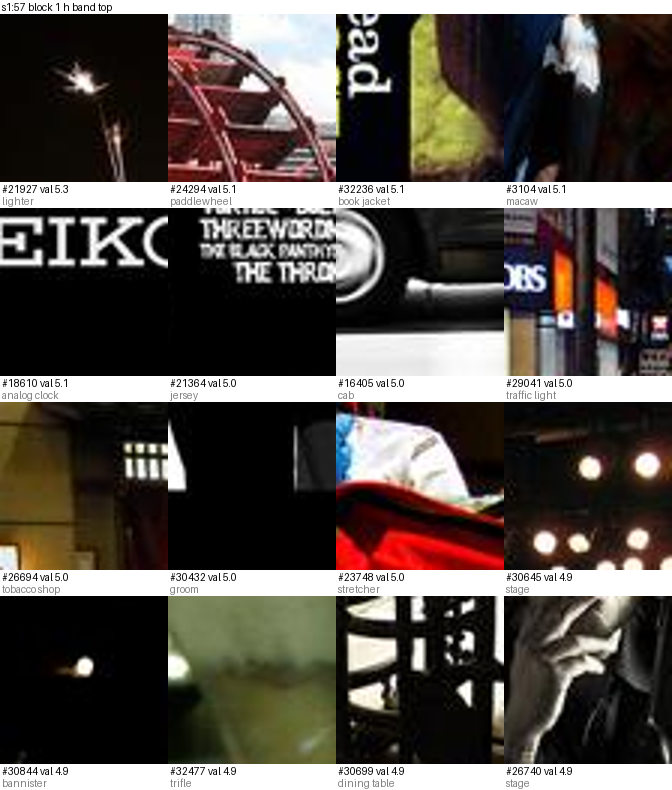 s1:57 block 1 h band top
#21927 val 5.3
lighter
#24294 val 5.1
paddlewheel
ead
#32236 val 5.1
book jacket
#3104 val 5.1
macaw
EIKO
#18610 val 5.1
analog clock
THREEWORDN
THE BLACK PANTHYS
THE THRON
#21364 val 5.0
jersey
#16405 val 5.0
cab
OBS
#29041 val 5.0
traffic light
#26694 val 5.0
tobacco shop
#30432 val 5.0
groom
#23748 val 5.0
stretcher
#30645 val 4.9
stage
#30844 val 4.9
bannister
#32477 val 4.9
trifle
#30699 val 4.9
dining table
#26740 val 4.9
stage